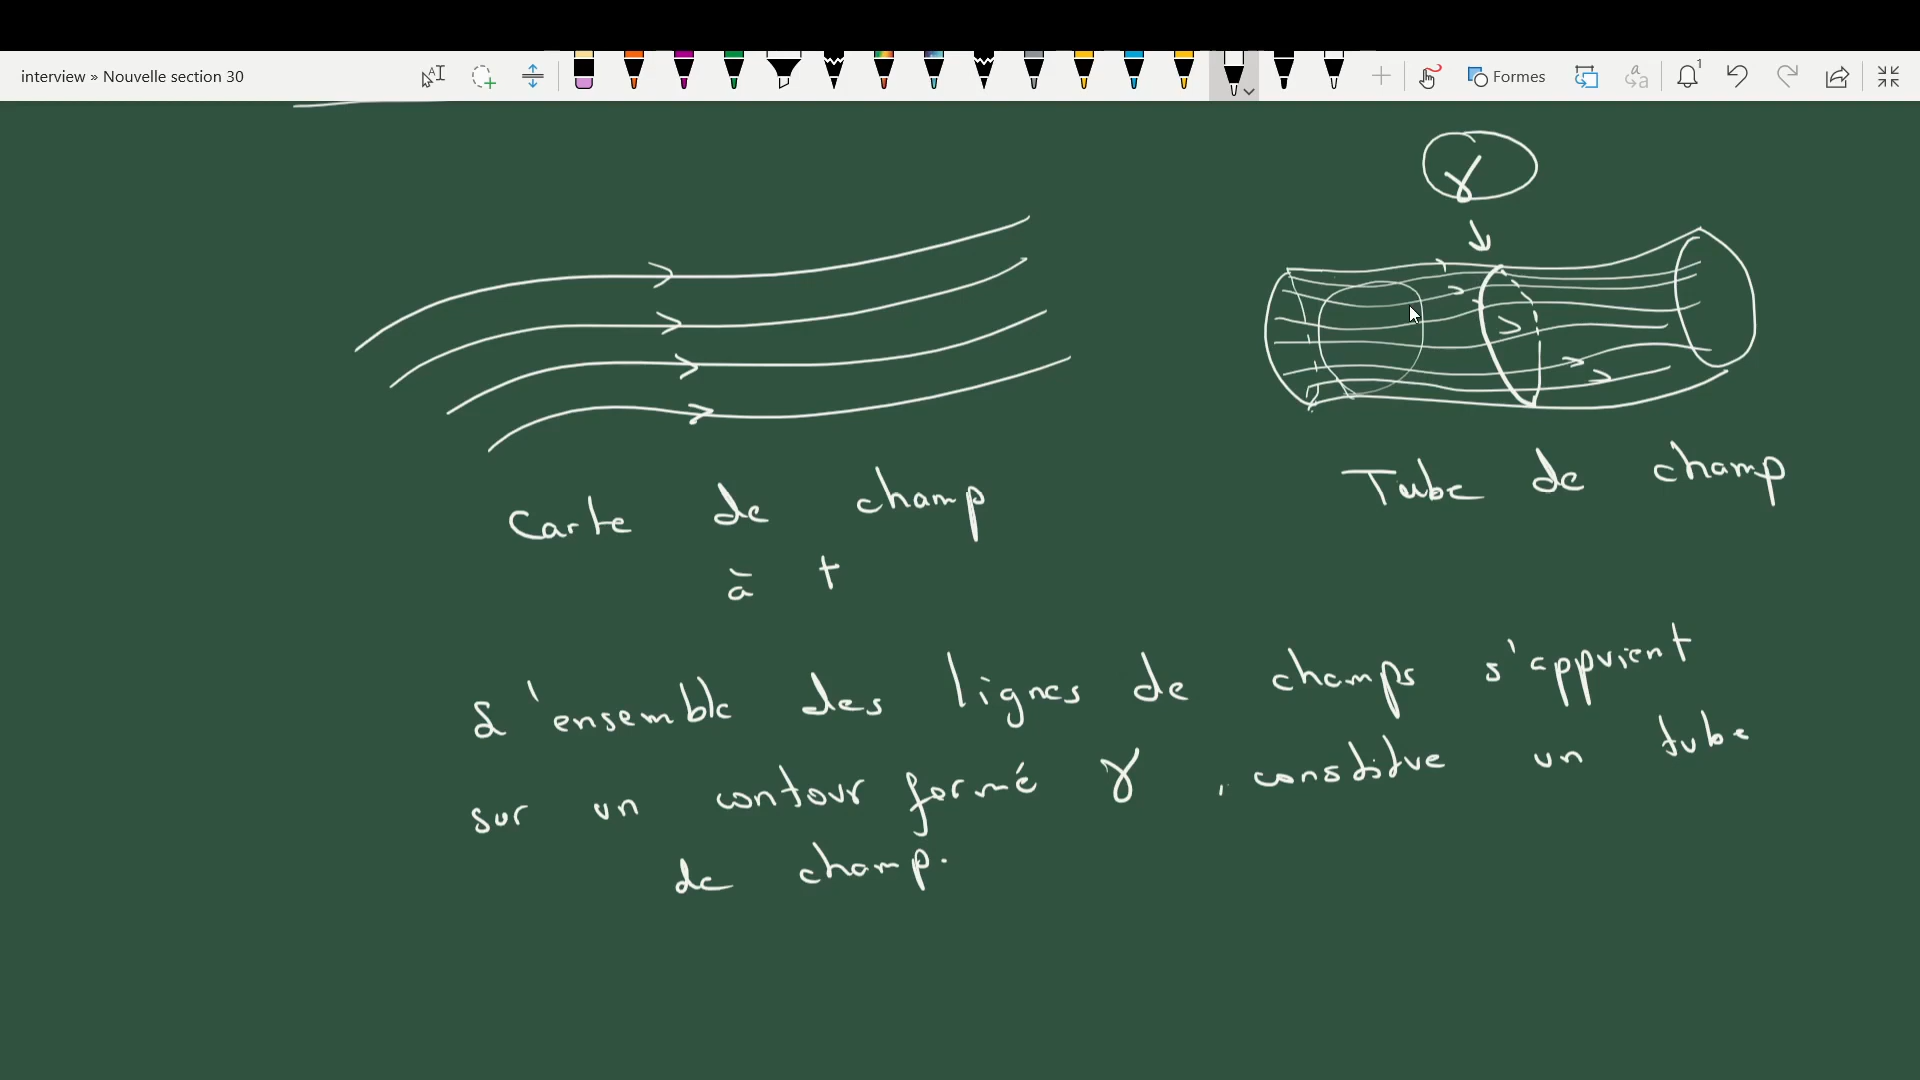 interview » Nouvelle section 30
Formes
1
γ
Carte de champ
à t
Tube de champ
L'ensemble des lignes de champs s'appuient
sur un contour formé γ, constitue un tube
de champ.